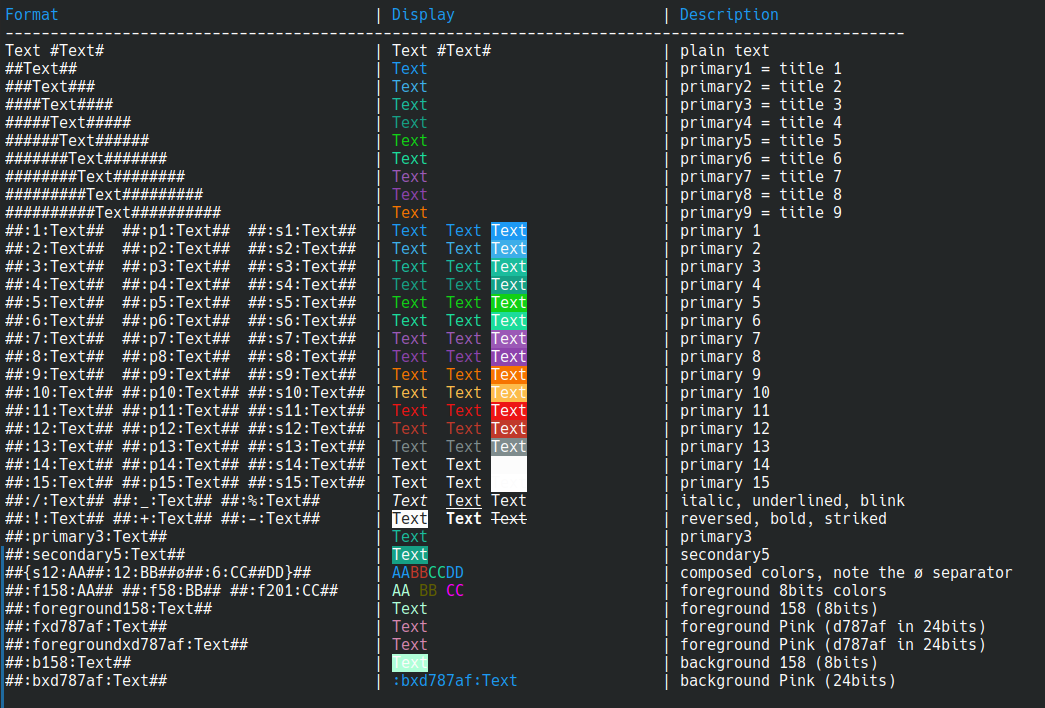 Format | Display | Description
----------------------------------------------------------------------------------------------------
Text #Text# | Text #Text# | plain text
##Text## | Text | primary1 = title 1
###Text### | Text | primary2 = title 2
####Text#### | Text | primary3 = title 3
#####Text##### | Text | primary4 = title 4
######Text###### | Text | primary5 = title 5
#######Text####### | Text | primary6 = title 6
########Text######## | Text | primary7 = title 7
#########Text######### | Text | primary8 = title 8
##########Text########## | Text | primary9 = title 9
##:1:Text## ##:p1:Text## ##:s1:Text## | Text Text Text | primary 1
##:2:Text## ##:p2:Text## ##:s2:Text## | Text Text Text | primary 2
##:3:Text## ##:p3:Text## ##:s3:Text## | Text Text Text | primary 3
##:4:Text## ##:p4:Text## ##:s4:Text## | Text Text Text | primary 4
##:5:Text## ##:p5:Text## ##:s5:Text## | Text Text Text | primary 5
##:6:Text## ##:p6:Text## ##:s6:Text## | Text Text Text | primary 6
##:7:Text## ##:p7:Text## ##:s7:Text## | Text Text Text | primary 7
##:8:Text## ##:p8:Text## ##:s8:Text## | Text Text Text | primary 8
##:9:Text## ##:p9:Text## ##:s9:Text## | Text Text Text | primary 9
##:10:Text## ##:p10:Text## ##:s10:Text## | Text Text Text | primary 10
##:11:Text## ##:p11:Text## ##:s11:Text## | Text Text Text | primary 11
##:12:Text## ##:p12:Text## ##:s12:Text## | Text Text Text | primary 12
##:13:Text## ##:p13:Text## ##:s13:Text## | Text Text Text | primary 13
##:14:Text## ##:p14:Text## ##:s14:Text## | Text Text | primary 14
##:15:Text## ##:p15:Text## ##:s15:Text## | Text Text | primary 15
##:/:Text## ##:_:Text## ##:%:Text## | Text Text Text | italic, underlined, blink
##:!:Text## ##:+:Text## ##:-:Text## | Text Text Text | reversed, bold, striked
##:primary3:Text## | Text | primary3
##:secondary5:Text## | Text | secondary5
##{s12:AA##:12:BB##ø##:6:CC##DD}## | AABBCCDD | composed colors, note the ø separator
##:f158:AA## ##:f58:BB## ##:f201:CC## | AA BB CC | foreground 8bits colors
##:foreground158:Text## | Text | foreground 158 (8bits)
##:fxd787af:Text## | Text | foreground Pink (d787af in 24bits)
##:foregroundxd787af:Text## | Text | foreground Pink (d787af in 24bits)
##:b158:Text## | Text | background 158 (8bits)
##:bxd787af:Text## | :bxd787af:Text | background Pink (24bits)